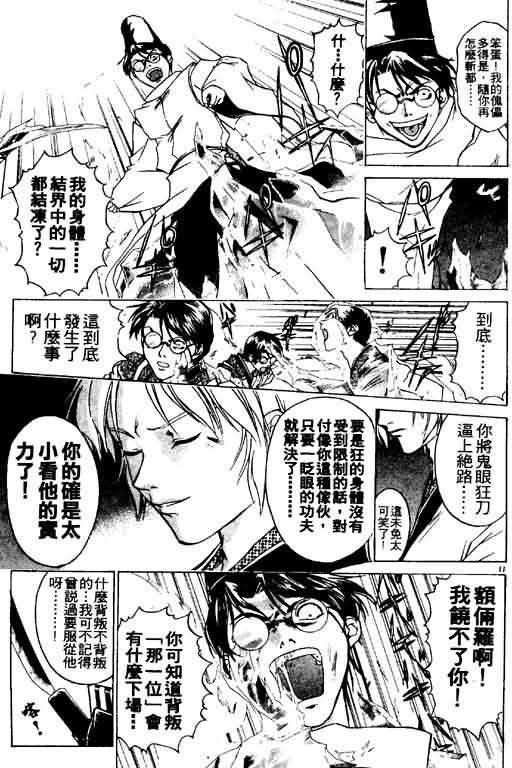 笨蛋！我的傀儡
多得是，隨你再
怎麼斬都……
什…什麼？
！
我的身體……
結界中的一切
都結凍了？
到底……
這到底
發生了
什麼事
啊？
你將鬼眼狂刀
逼上絕路……
這未免太
可笑了！
要是狂的身體沒有
受到限制的話，對
付像你這種傢伙，
只要一眨眼的功夫
就解決了……
你的確是太
小看他的實
力了！
11
額倆羅啊！
我饒不了你！
你可知道背叛
「那一位」會
有什麼下場……
什麼背叛不背叛
的…我可不記得
曾說過要服從他
呀………！